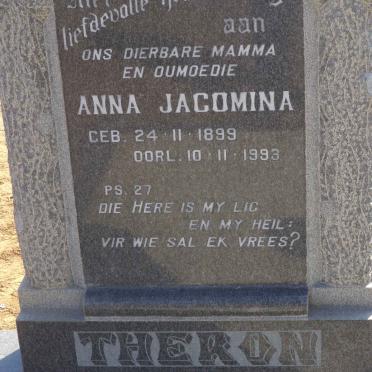 liefdevolle
aan
ONS DIERBARE MAMMA
EN OUMOEDIE
ANNA JACOMINA
GEB. 24·11·1899
OORL. 10·11·1993
PS. 27
DIE HERE IS MY LIG
EN MY HEIL:
VIR WIE SAL EK VREES?
THERON